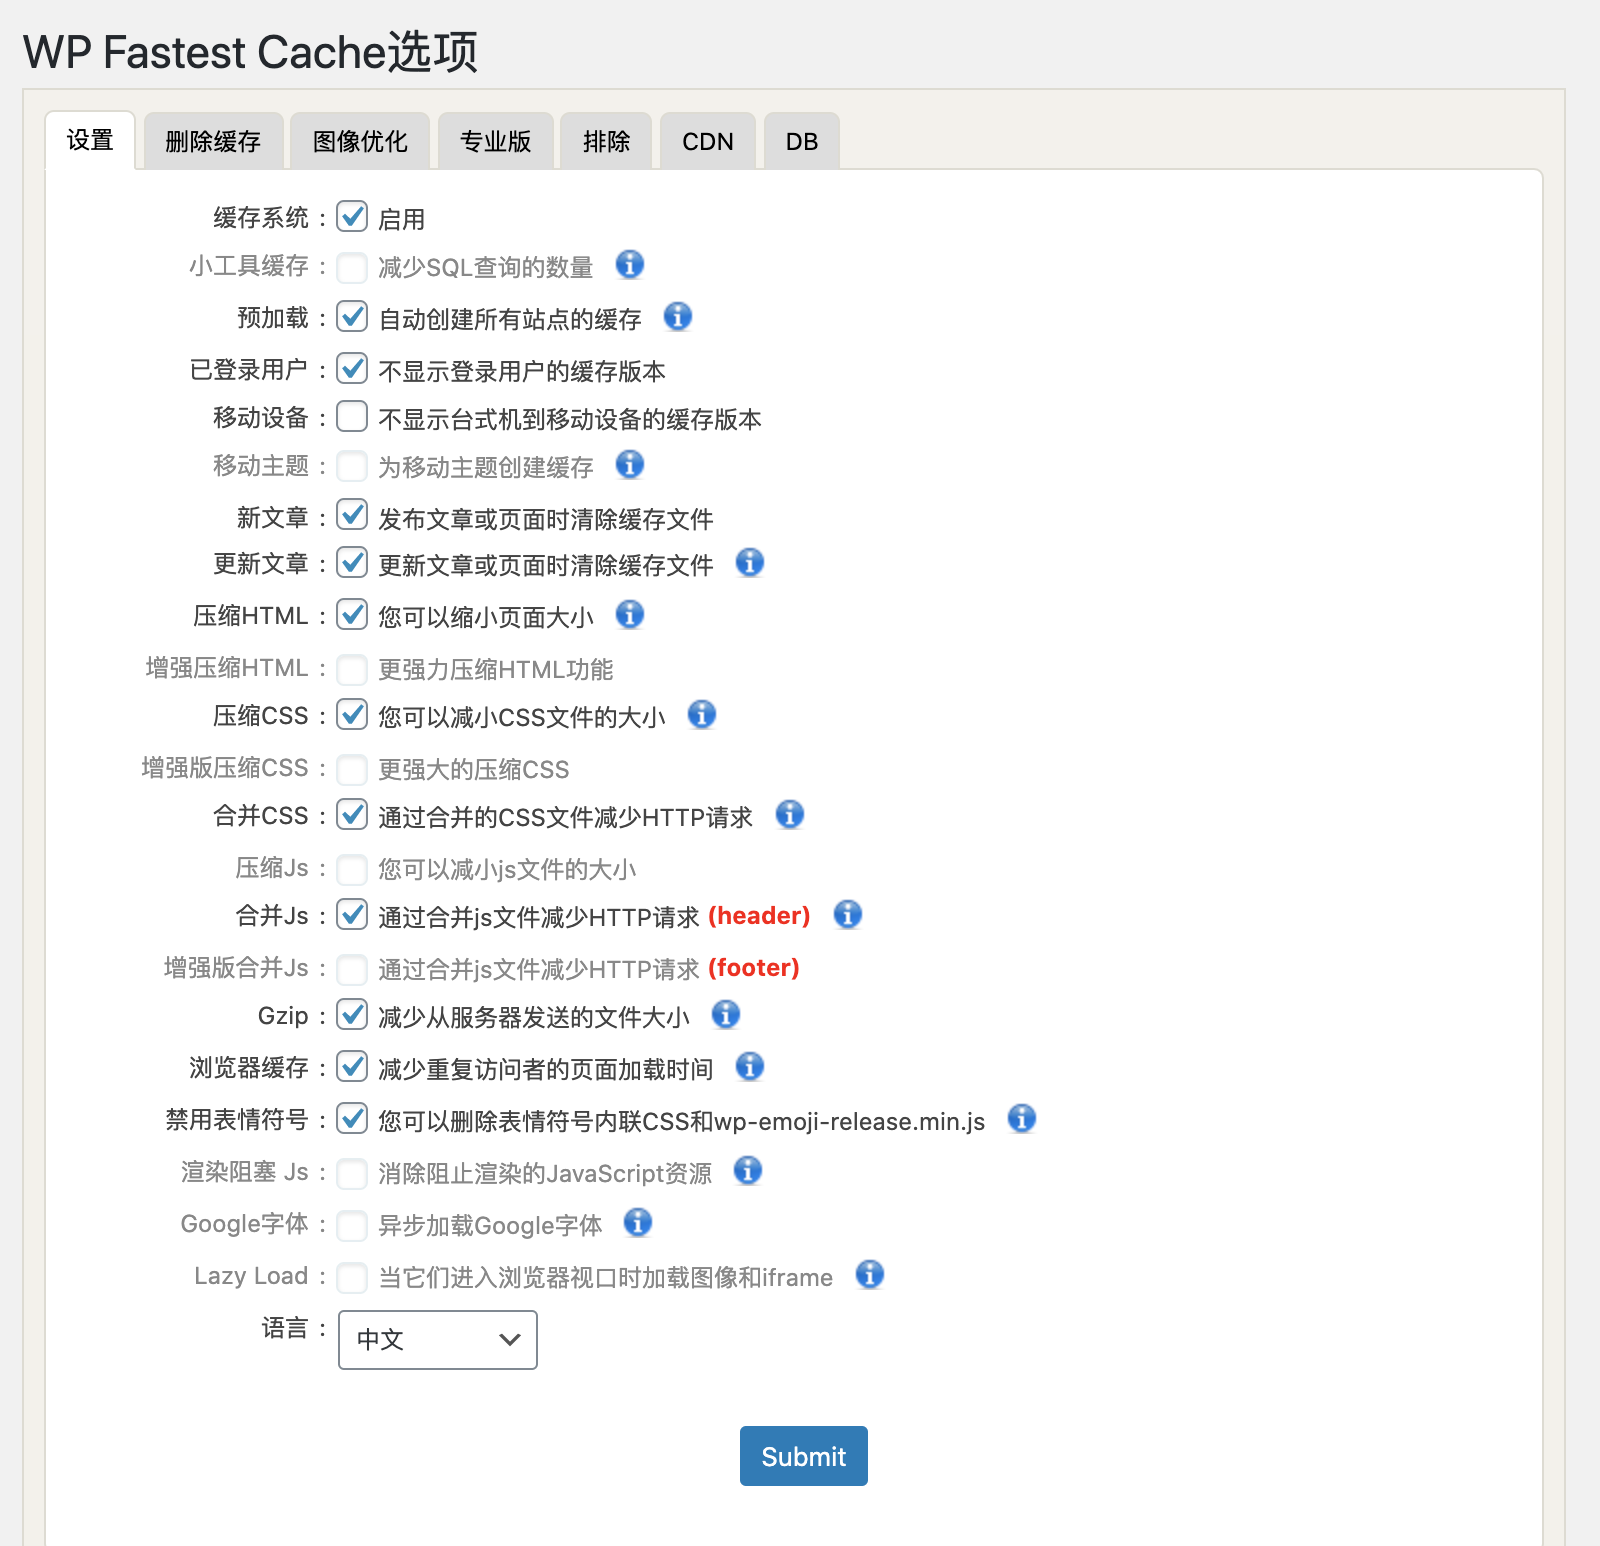 WP Fastest Cache选项
设置 删除缓存 图像优化 专业版 排除 CDN DB
缓存系统 : 启用
小工具缓存 : 减少SQL查询的数量
预加载 : 自动创建所有站点的缓存
已登录用户 : 不显示登录用户的缓存版本
移动设备 : 不显示台式机到移动设备的缓存版本
移动主题 : 为移动主题创建缓存
新文章 : 发布文章或页面时清除缓存文件
更新文章 : 更新文章或页面时清除缓存文件
压缩HTML : 您可以缩小页面大小
增强压缩HTML : 更强力压缩HTML功能
压缩CSS : 您可以减小CSS文件的大小
增强版压缩CSS : 更强大的压缩CSS
合并CSS : 通过合并的CSS文件减少HTTP请求
压缩Js : 您可以减小js文件的大小
合并Js : 通过合并js文件减少HTTP请求 (header)
增强版合并Js : 通过合并js文件减少HTTP请求 (footer)
Gzip : 减少从服务器发送的文件大小
浏览器缓存 : 减少重复访问者的页面加载时间
禁用表情符号 : 您可以删除表情符号内联CSS和wp-emoji-release.min.js
渲染阻塞 Js : 消除阻止渲染的JavaScript资源
Google字体 : 异步加载Google字体
Lazy Load : 当它们进入浏览器视口时加载图像和iframe
语言 : 中文
Submit